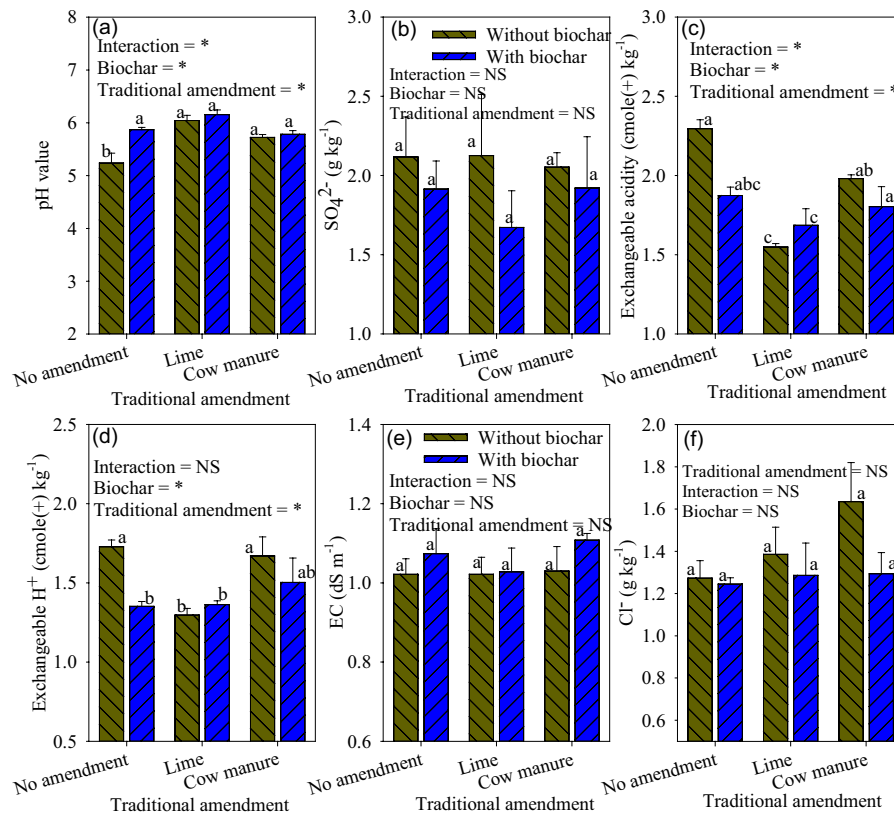 (a)
Interaction = *
Biochar = *
Traditional amendment = *
pH value
8
7
6
5
4
3
2
b
a
a
a
a
a
No amendment
Lime
Cow manure
Traditional amendment
(b)
Without biochar
With biochar
Interaction = NS
Biochar = NS
Traditional amendment = NS
SO₄²⁻ (g kg⁻¹)
3.0
2.5
2.0
1.5
1.0
a
a
a
a
a
a
No amendment
Lime
Cow manure
Traditional amendment
(c)
Interaction = *
Biochar = *
Traditional amendment = *
Exchangeable acidity (cmole(+) kg⁻¹)
3.0
2.5
2.0
1.5
1.0
a
abc
c
c
ab
a
No amendment
Lime
Cow manure
Traditional amendment
(d)
Interaction = NS
Biochar = *
Traditional amendment = *
Exchangeable H⁺ (cmole(+) kg⁻¹)
2.5
2.0
1.5
1.0
0.5
a
b
b
b
a
ab
No amendment
Lime
Cow manure
Traditional amendment
(e)
Without biochar
With biochar
Interaction = NS
Biochar = NS
Traditional amendment = NS
EC (dS m⁻¹)
1.4
1.2
1.0
0.8
0.6
a
a
a
a
a
a
No amendment
Lime
Cow manure
Traditional amendment
(f)
Traditional amendment = NS
Interaction = NS
Biochar = NS
Cl⁻ (g kg⁻¹)
2.0
1.8
1.6
1.4
1.2
1.0
0.8
0.6
a
a
a
a
a
a
No amendment
Lime
Cow manure
Traditional amendment